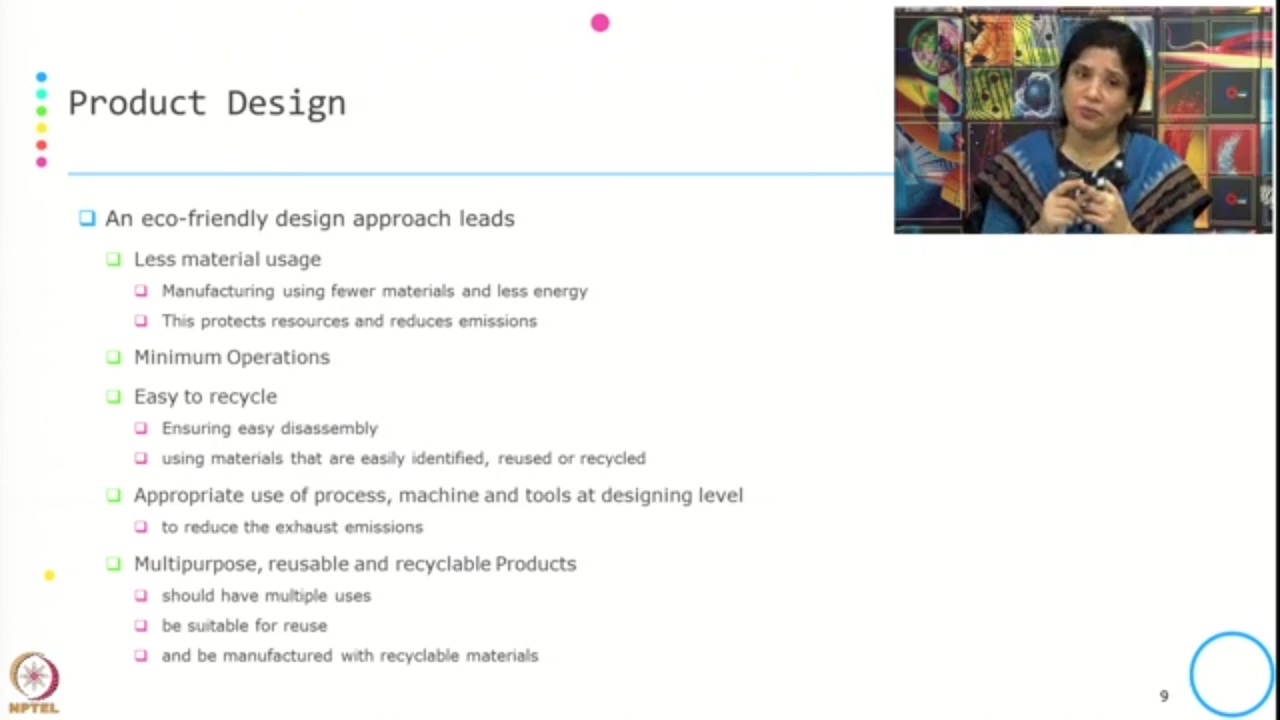 Product Design
An eco-friendly design approach leads
Less material usage
Manufacturing using fewer materials and less energy
This protects resources and reduces emissions
Minimum Operations
Easy to recycle
Ensuring easy disassembly
using materials that are easily identified, reused or recycled
Appropriate use of process, machine and tools at designing level
to reduce the exhaust emissions
Multipurpose, reusable and recyclable Products
should have multiple uses
be suitable for reuse
and be manufactured with recyclable materials
NPTEL
9